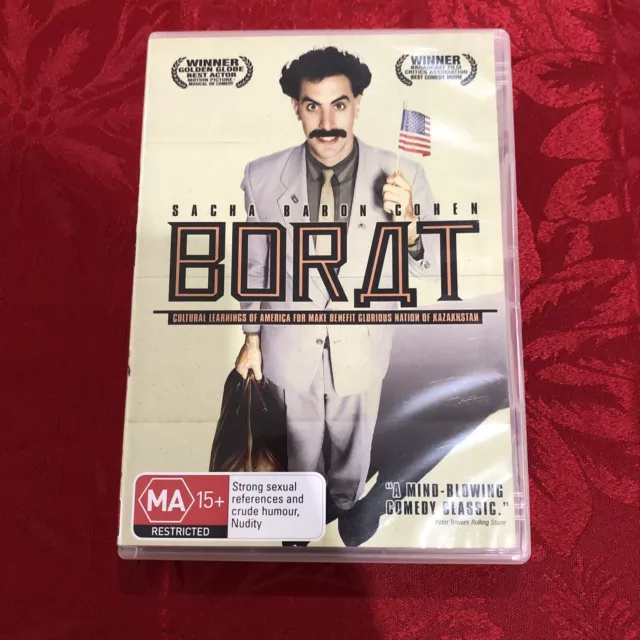 WINNER
GOLDEN GLOBE
BEST ACTOR
MOTION PICTURE
MUSICAL OR COMEDY
WINNER
BROADCAST FILM
CRITICS ASSOCIATION
BEST COMEDY MOVIE
SACHA BARON COHEN
BORДT
CULTURAL LEARNINGS OF AMERICA FOR MAKE BENEFIT GLORIOUS NATION OF KAZAKHSTAN
MA 15+
RESTRICTED
Strong sexual
references and
crude humour,
Nudity
"A MIND-BLOWING
COMEDY CLASSIC."
Peter Travers Rolling Stone